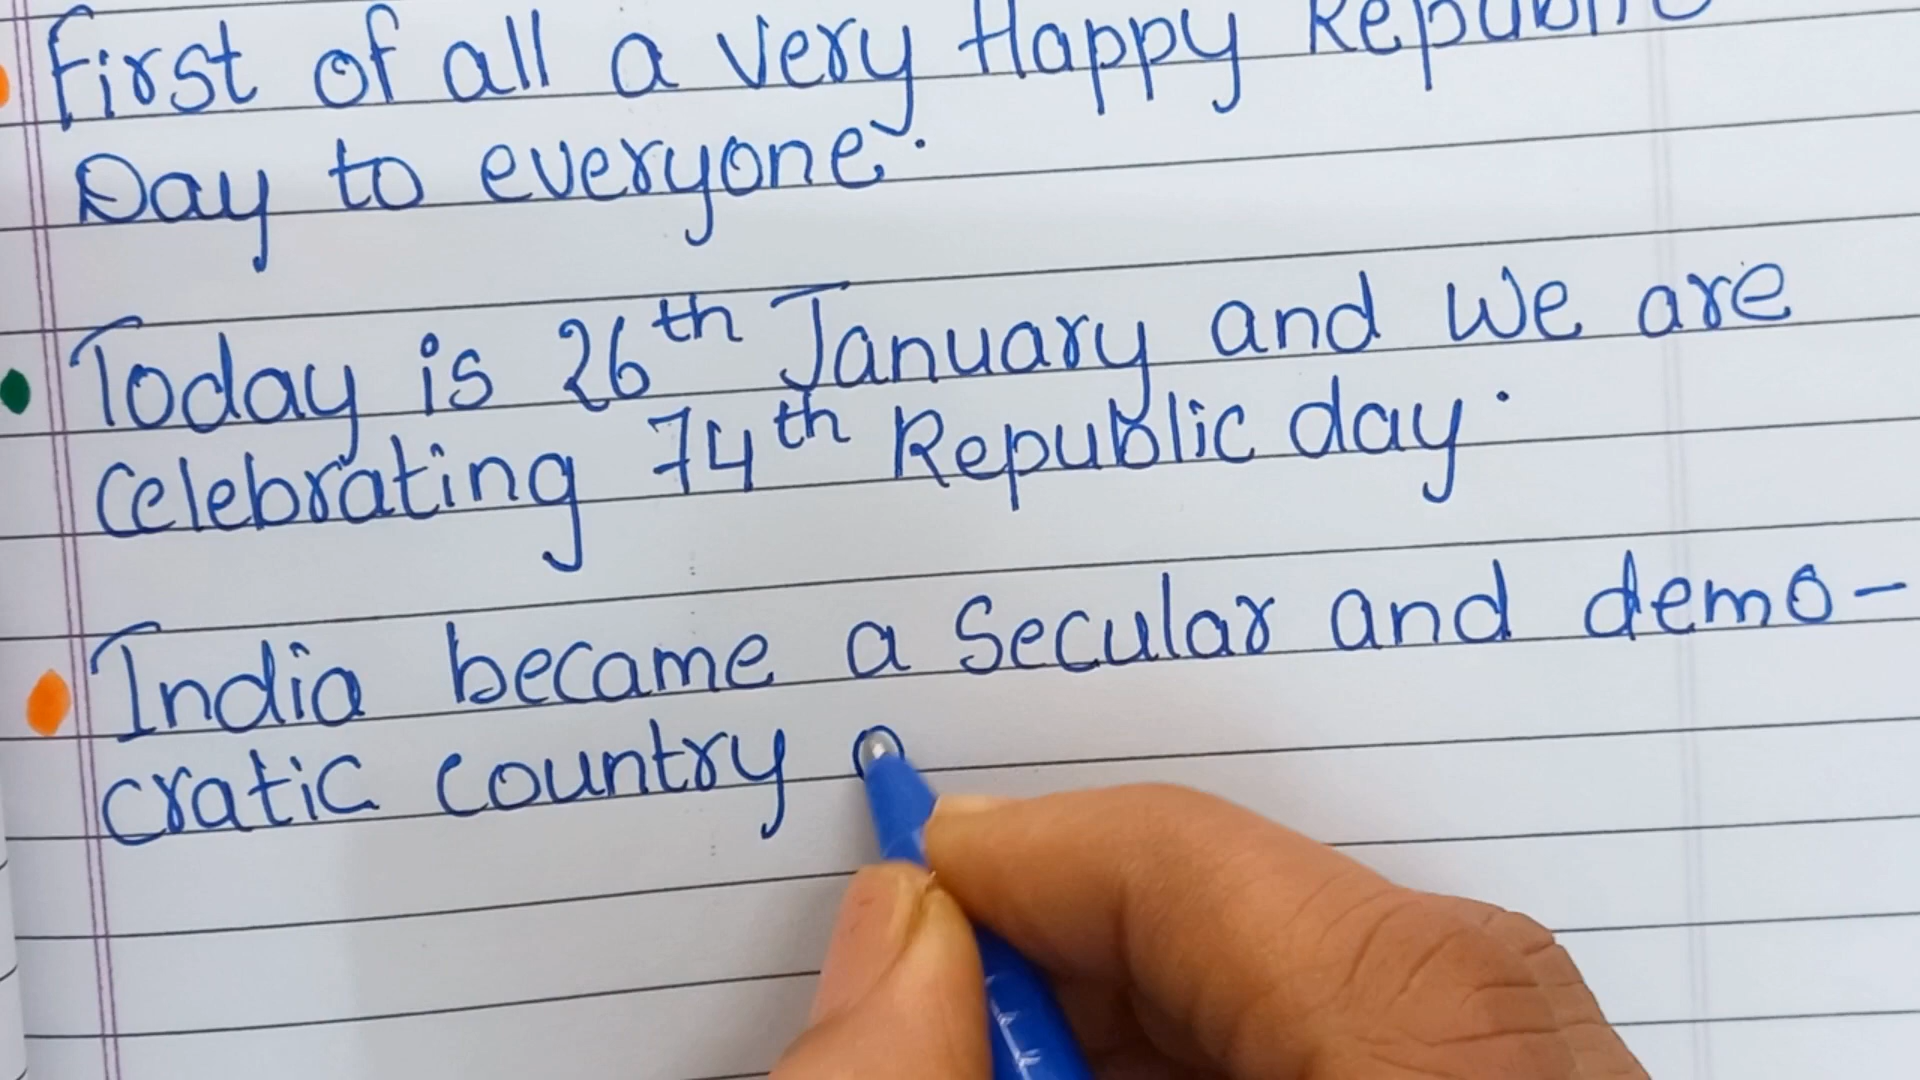 First of all a very Happy Republic
Day to everyone.
Today is 26th January and we are
celebrating 74th Republic day.
India became a Secular and demo-
cratic country